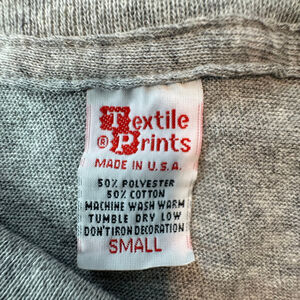 Textile
® Prints
MADE IN U.S.A.
50% POLYESTER
50% COTTON
MACHINE WASH WARM
TUMBLE DRY LOW
DON'T IRON DECORATION
SMALL